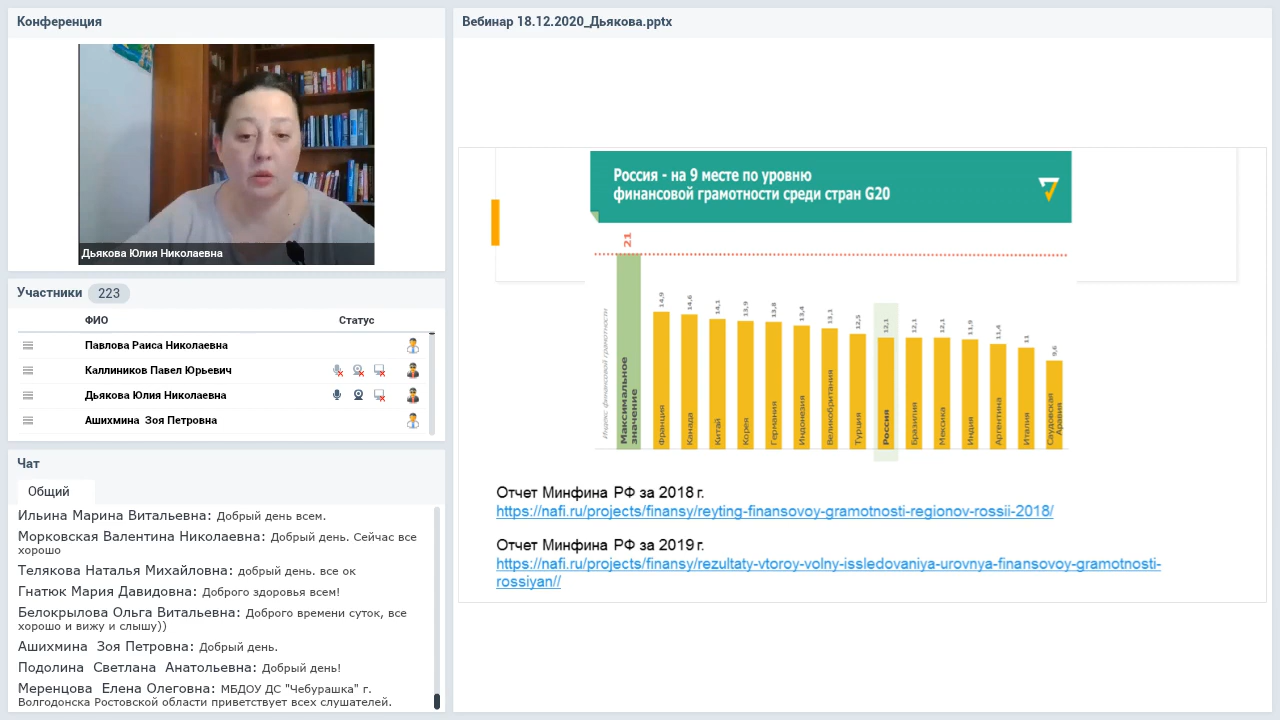 Конференция
Дьякова Юлия Николаевна
Участники 223
ФИО Статус
Павлова Раиса Николаевна
Каллиников Павел Юрьевич
Дьякова Юлия Николаевна
Ашихмина Зоя Петровна
Чат
Общий
Ильина Марина Витальевна: Добрый день всем.
Морковская Валентина Николаевна: Добрый день. Сейчас все
хорошо
Телякова Наталья Михайловна: добрый день. все ок
Гнатюк Мария Давидовна: Доброго здоровья всем!
Белокрылова Ольга Витальевна: Доброго времени суток, все
хорошо и вижу и слышу))
Ашихмина Зоя Петровна: Добрый день.
Подолина Светлана Анатольевна: Добрый день!
Меренцова Елена Олеговна: МБДОУ ДС "Чебурашка" г.
Волгодонска Ростовской области приветствует всех слушателей.
Вебинар 18.12.2020_Дьякова.pptx
Россия - на 9 месте по уровню
финансовой грамотности среди стран G20
Индекс финансовой грамотности
21
Максимальное
значение
14,9
Франция
14,6
Канада
14,1
Китай
13,9
Корея
13,8
Германия
13,4
Индонезия
13,1
Великобритания
12,5
Турция
12,1
Россия
12,1
Бразилия
12,1
Мексика
11,9
Индия
11,4
Аргентина
11
Италия
9,6
Саудовская
Аравия
Отчет Минфина РФ за 2018 г.
https://nafi.ru/projects/finansy/reyting-finansovoy-gramotnosti-regionov-rossii-2018/
Отчет Минфина РФ за 2019 г.
https://nafi.ru/projects/finansy/rezultaty-vtoroy-volny-issledovaniya-urovnya-finansovoy-gramotnosti-
rossiyan//